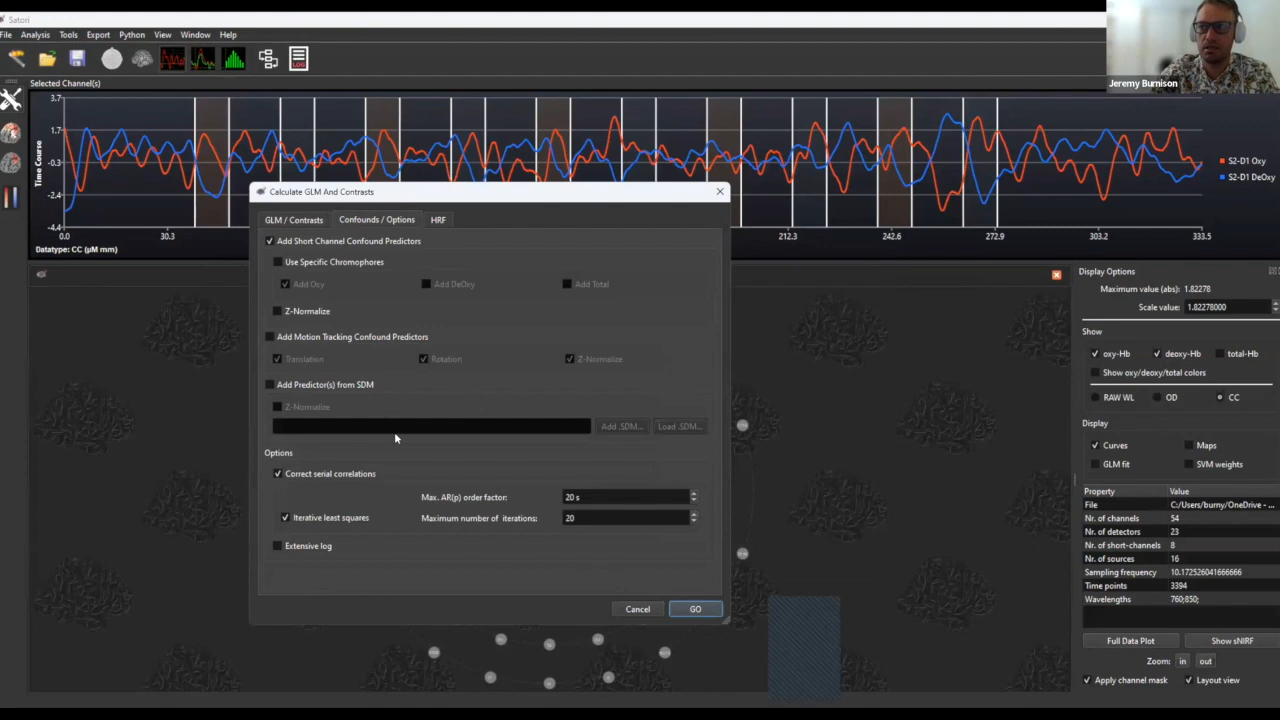 Satori
File Analysis Tools Export Python View Window Help
LOG
Jeremy Burnison
Selected Channel(s)
3.7
1.7
-0.3
-2.4
-4.4
Time Course
S2-D1 Oxy
S2-D1 DeOxy
0.0 30.3 212.3 242.6 272.9 303.2 333.5
Datatype: CC (µM mm)
Calculate GLM And Contrasts
GLM / Contrasts Confounds / Options HRF
Add Short Channel Confound Predictors
Use Specific Chromophores
Add Oxy Add DeOxy Add Total
Z-Normalize
Add Motion Tracking Confound Predictors
Translation Rotation Z-Normalize
Add Predictor(s) from SDM
Z-Normalize
Add .SDM... Load .SDM...
Options
Correct serial correlations
Max. AR(p) order factor: 20 s
Iterative least squares Maximum number of iterations: 20
Extensive log
Cancel GO
Display Options
Maximum value (abs): 1.82278
Scale value: 1.82278000
Show
oxy-Hb deoxy-Hb total-Hb
Show oxy/deoxy/total colors
RAW WL OD CC
Display
Curves Maps
GLM fit SVM weights
Property Value
File C:/Users/burny/OneDrive - ...
Nr. of channels 54
Nr. of detectors 23
Nr. of short-channels 8
Nr. of sources 16
Sampling frequency 10.172526041666666
Time points 3394
Wavelengths 760;850;
Full Data Plot Show sNIRF
Zoom: in out
Apply channel mask Layout view